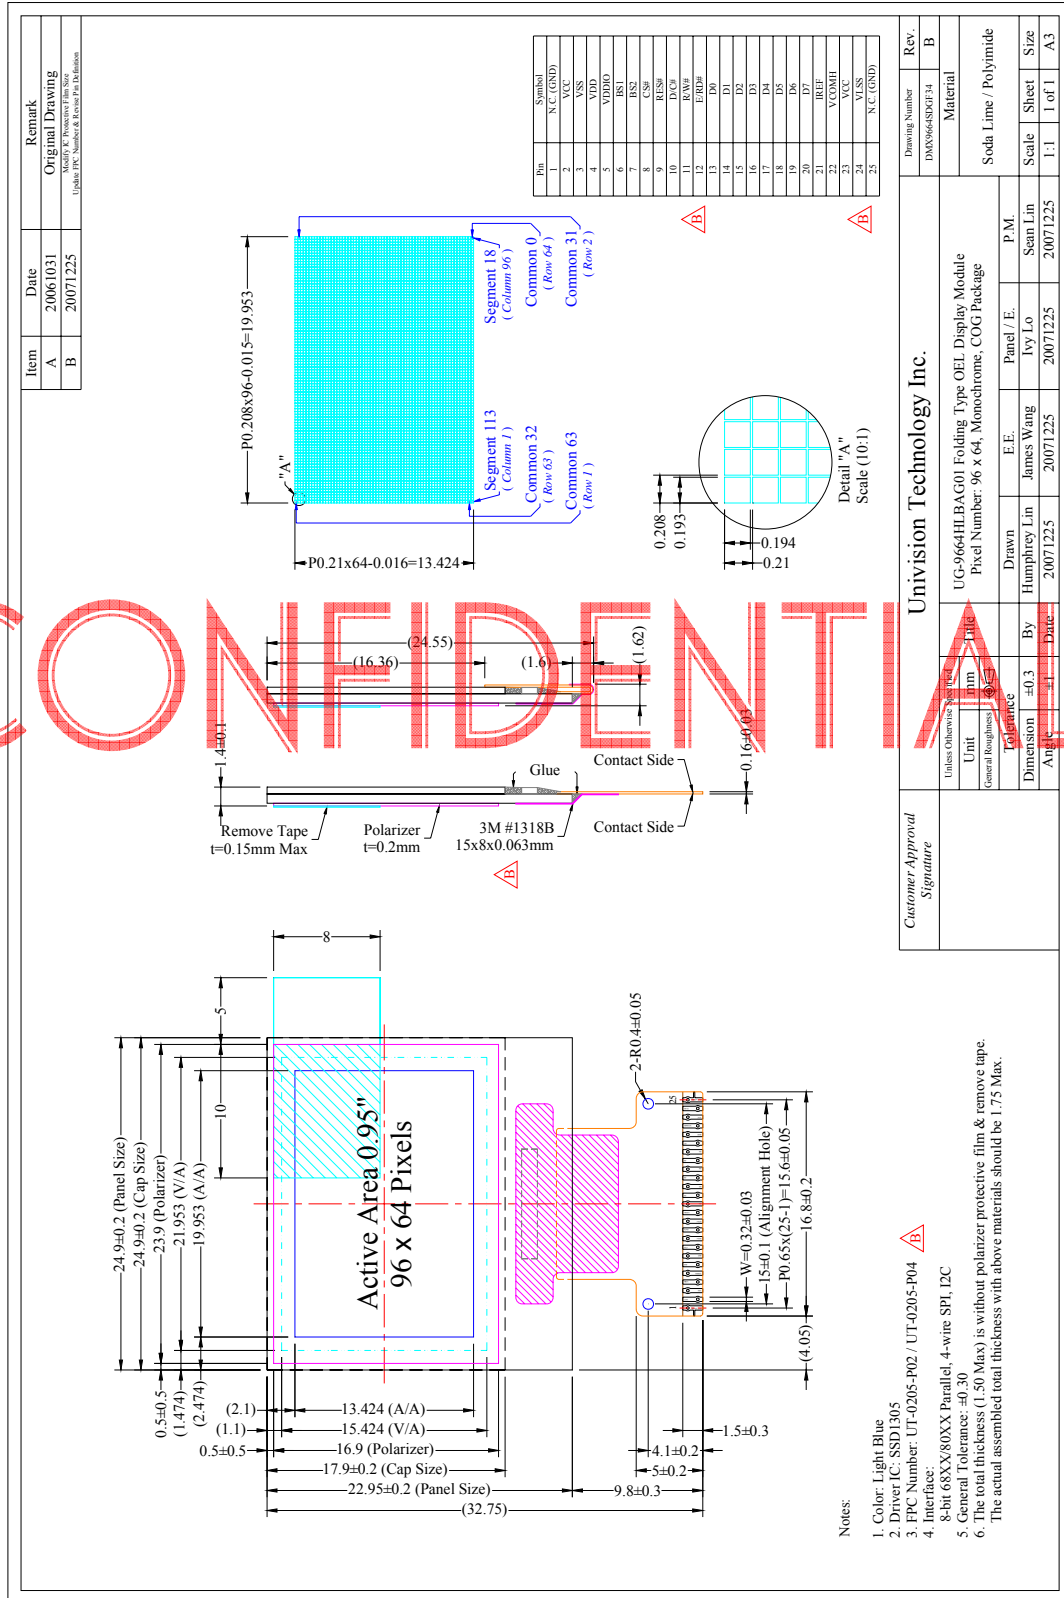 Item Date Remark
A 20061031 Original Drawing
B 20071225 Modify IC Protective Film Size
Update FPC Number & Revise Pin Definition
24.9±0.2 (Panel Size)
24.9±0.2 (Cap Size)
23.9 (Polarizer)
21.953 (V/A)
19.953 (A/A)
10
5
8
0.5±0.5
(1.474)
(2.474)
(2.1)
(1.1)
0.5±0.5
13.424 (A/A)
15.424 (V/A)
16.9 (Polarizer)
17.9±0.2 (Cap Size)
22.95±0.2 (Panel Size)
9.8±0.3
(32.75)
Active Area 0.95"
96 x 64 Pixels
2-R0.4±0.05
1
25
W=0.32±0.03
15±0.1 (Alignment Hole)
P0.65x(25-1)=15.6±0.05
16.8±0.2
(4.05)
1.5±0.3
4.1±0.2
5±0.2
1.4±0.1
Remove Tape
t=0.15mm Max
Polarizer
t=0.2mm
Glue
3M #1318B
15x8x0.063mm
Contact Side
Contact Side
0.16±0.03
B
(24.55)
(16.36)
(1.6)
(1.62)
P0.208x96-0.015=19.953
P0.21x64-0.016=13.424
"A"
Segment 113
( Column 1 )
Common 32
( Row 63 )
Common 63
( Row 1 )
Segment 18
( Column 96 )
Common 0
( Row 64 )
Common 31
( Row 2 )
0.208
0.193
0.194
0.21
Detail "A"
Scale (10:1)
Pin Symbol
1 N.C. (GND)
2 VCC
3 VSS
4 VDD
5 VDDIO
6 BS1
7 BS2
8 CS#
9 RES#
10 D/C#
11 R/W#
12 E/RD#
13 D0
14 D1
15 D2
16 D3
17 D4
18 D5
19 D6
20 D7
21 IREF
22 VCOMH
23 VCC
24 VLSS
25 N.C. (GND)
B
B
CONFIDENTIAL
Notes:
1. Color: Light Blue
2. Driver IC: SSD1305
3. FPC Number: UT-0205-P02 / UT-0205-P04
B
4. Interface:
8-bit 68XX/80XX Parallel, 4-wire SPI, I2C
5. General Tolerance: ±0.30
6. The total thickness (1.50 Max) is without polarizer protective film & remove tape.
The actual assembled total thickness with above materials should be 1.75 Max.
Customer Approval
Signature
Univision Technology Inc.
Drawing Number Rev.
DMX9664SDGF34 B
Unless Otherwise Specified
Unit mm
General Roughness
Tolerance
Dimension ±0.3
Angle ±1
Title
UG-9664HLBAG01 Folding Type OEL Display Module
Pixel Number: 96 x 64, Monochrome, COG Package
Material
Soda Lime / Polyimide
By Drawn E.E. Panel / E. P.M.
Humphrey Lin James Wang Ivy Lo Sean Lin
Date 20071225 20071225 20071225 20071225
Scale Sheet Size
1:1 1 of 1 A3